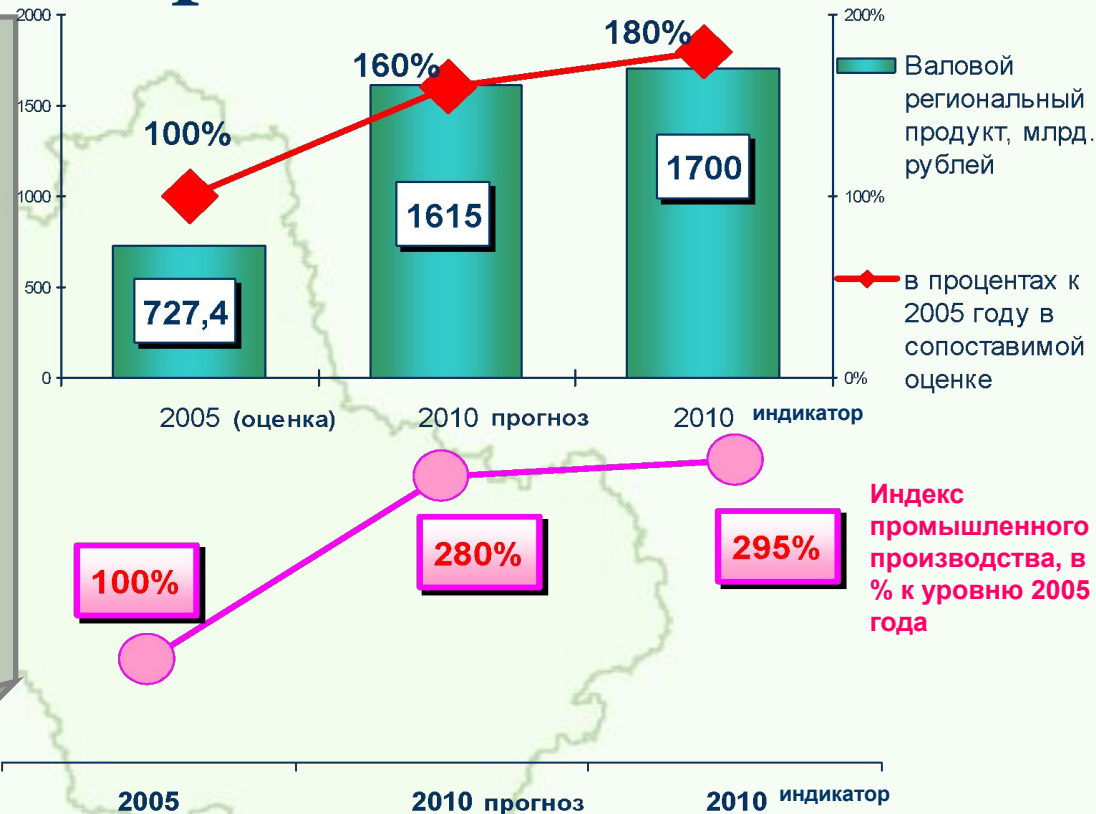 2000
1500
1000
500
0
200%
100%
0%
100%
160%
180%
727,4
1615
1700
2005 (оценка)
2010 прогноз
2010 индикатор
Валовой
региональный
продукт, млрд.
рублей
в процентах к
2005 году в
сопоставимой
оценке
100%
280%
295%
Индекс
промышленного
производства, в
% к уровню 2005
года
2005
2010 прогноз
2010 индикатор